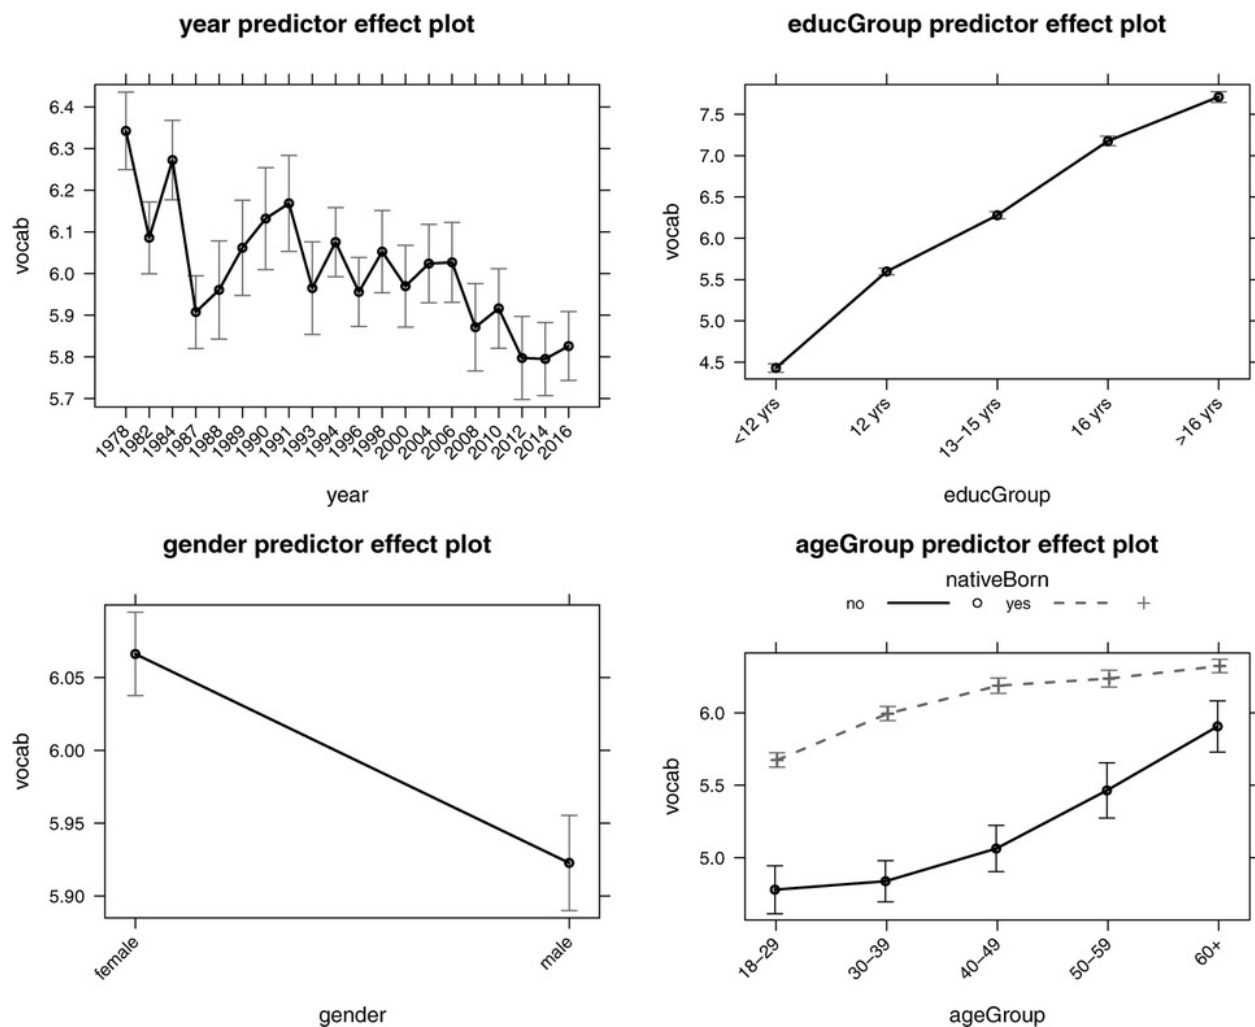 year predictor effect plot
vocab
6.4
6.3
6.2
6.1
6.0
5.9
5.8
5.7
1978
1982
1984
1987
1988
1989
1990
1991
1993
1994
1996
1998
2000
2004
2006
2008
2010
2012
2014
2016
year
educGroup predictor effect plot
vocab
7.5
7.0
6.5
6.0
5.5
5.0
4.5
<12 yrs
12 yrs
13–15 yrs
16 yrs
>16 yrs
educGroup
gender predictor effect plot
vocab
6.05
6.00
5.95
5.90
female
male
gender
ageGroup predictor effect plot
nativeBorn
no yes
vocab
6.0
5.5
5.0
18–29
30–39
40–49
50–59
60+
ageGroup